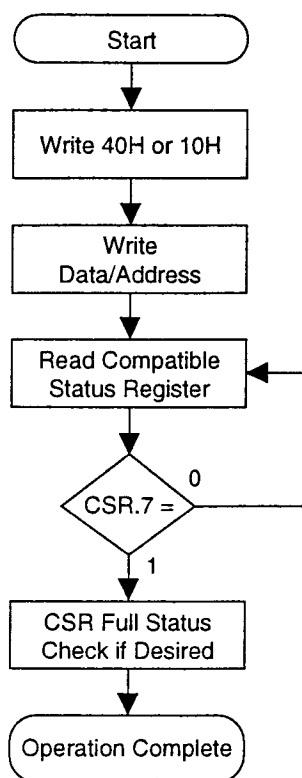 Start
Write 40H or 10H
Write
Data/Address
Read Compatible
Status Register
0
CSR.7 =
1
CSR Full Status
Check if Desired
Operation Complete